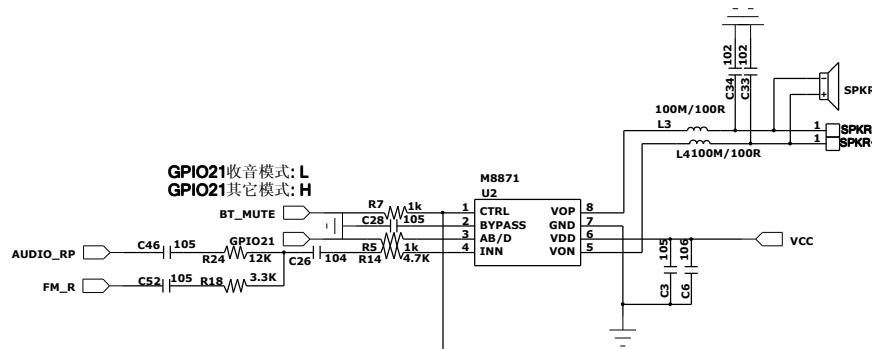 102
102
C34
C33
SPKR
100M/100R
L3
1
SPKR
1
SPKR
L4 100M/100R
GPIO21收音模式: L
GPIO21其它模式: H
M8871
U2
R7
1k
BT_MUTE
C28
105
1 CTRL VOP 8
2 BYPASS GND 7
3 AB/D VDD 6
4 INN VON 5
GPIO21
R5
1k
R14
4.7K
C46
105
AUDIO_RP
R24
12K
C26
104
FM_R
C52
105
R18
3.3K
VCC
105
106
C3
C6